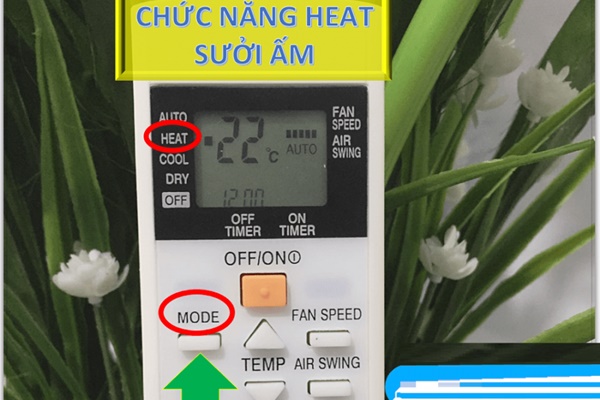 CHỨC NĂNG HEAT
SƯỞI ẤM
AUTO
HEAT
COOL
DRY
OFF
22 °C
AUTO
12:00
FAN
SPEED
AIR
SWING
OFF
TIMER
ON
TIMER
OFF/ON
MODE
FAN SPEED
TEMP
AIR SWING